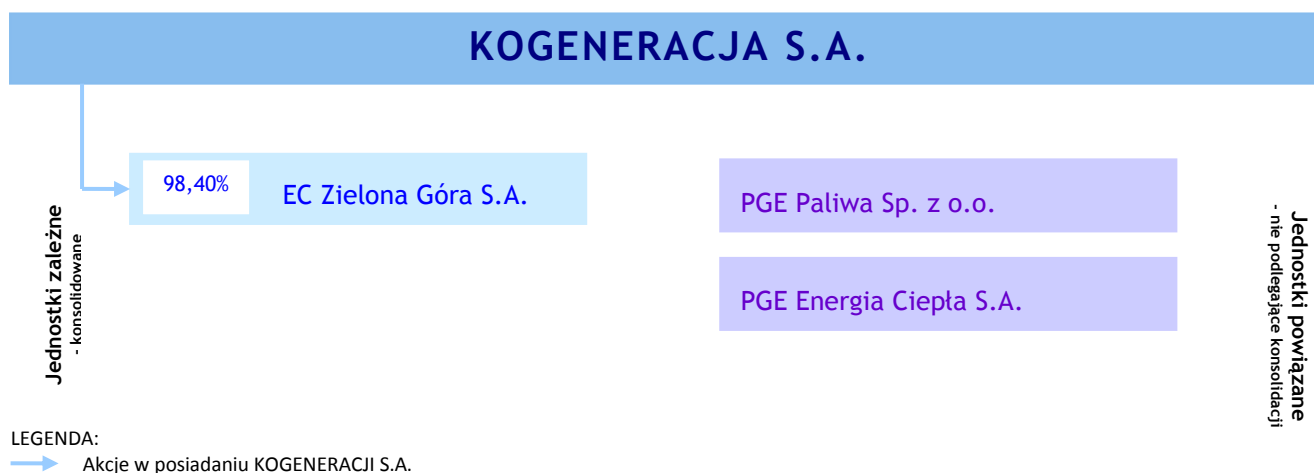 KOGENERACJA S.A.
98,40%
EC Zielona Góra S.A.
PGE Paliwa Sp. z o.o.
PGE Energia Ciepła S.A.
Jednostki zależne
- konsolidowane
Jednostki powiązane
- nie podlegające konsolidacji
LEGENDA:
Akcje w posiadaniu KOGENERACJI S.A.